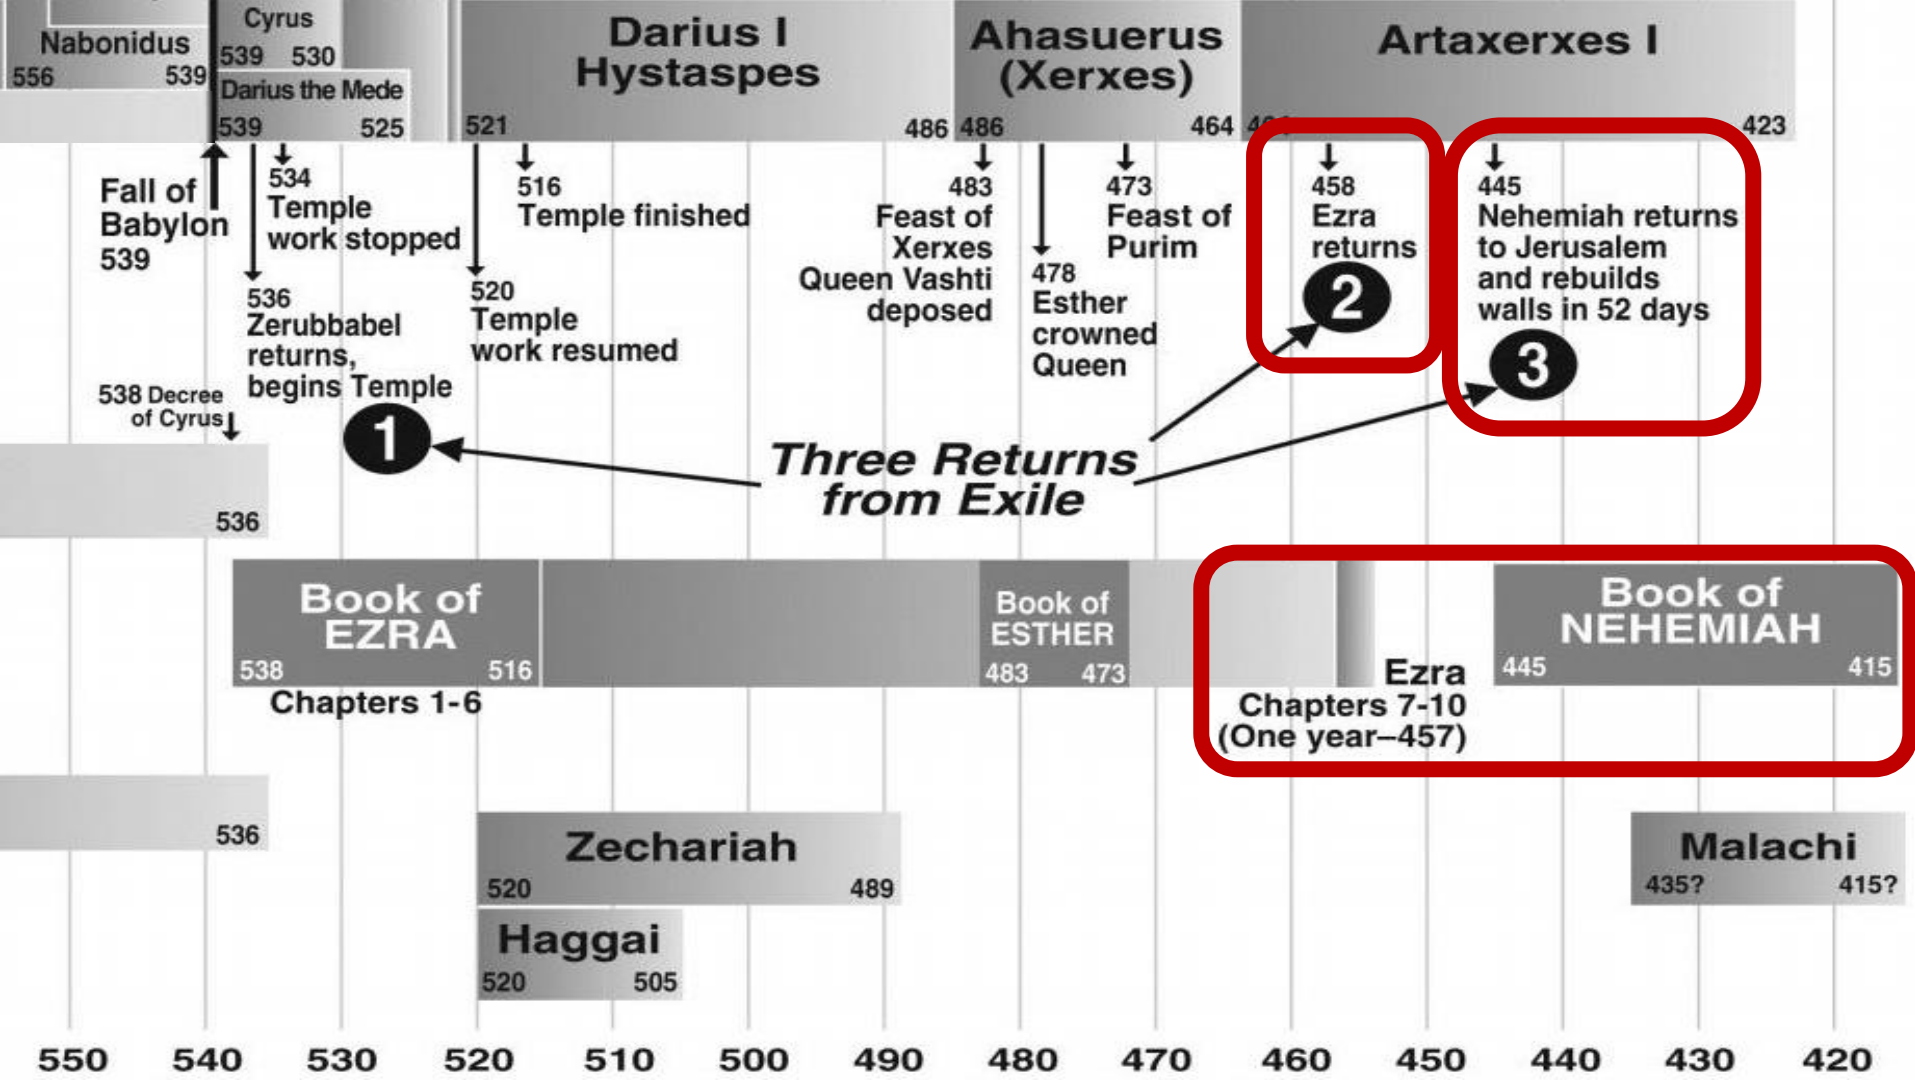 Nabonidus
556 539
Cyrus
539 530
Darius the Mede
539 525
Darius I
Hystaspes
521 486
Ahasuerus
(Xerxes)
486 464
Artaxerxes I
423
Fall of
Babylon
539
534
Temple
work stopped
536
Zerubbabel
returns,
begins Temple
1
538 Decree
of Cyrus
516
Temple finished
520
Temple
work resumed
483
Feast of
Xerxes
Queen Vashti
deposed
478
Esther
crowned
Queen
473
Feast of
Purim
458
Ezra
returns
2
445
Nehemiah returns
to Jerusalem
and rebuilds
walls in 52 days
3
Three Returns
from Exile
536
Book of
EZRA
538 516
Chapters 1-6
Book of
ESTHER
483 473
Ezra
Chapters 7-10
(One year–457)
Book of
NEHEMIAH
445 415
536
Zechariah
520 489
Haggai
520 505
Malachi
435? 415?
550 540 530 520 510 500 490 480 470 460 450 440 430 420